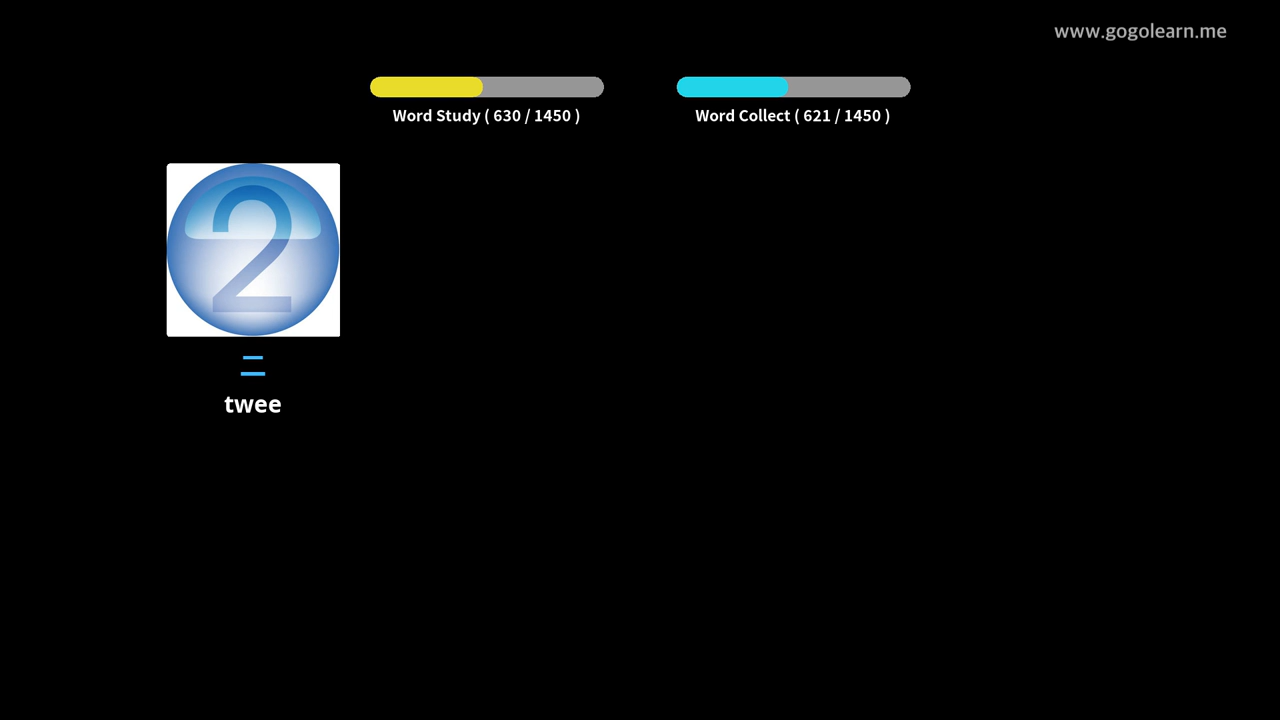 www.gogolearn.me
Word Study ( 630 / 1450 )
Word Collect ( 621 / 1450 )
2
二
twee